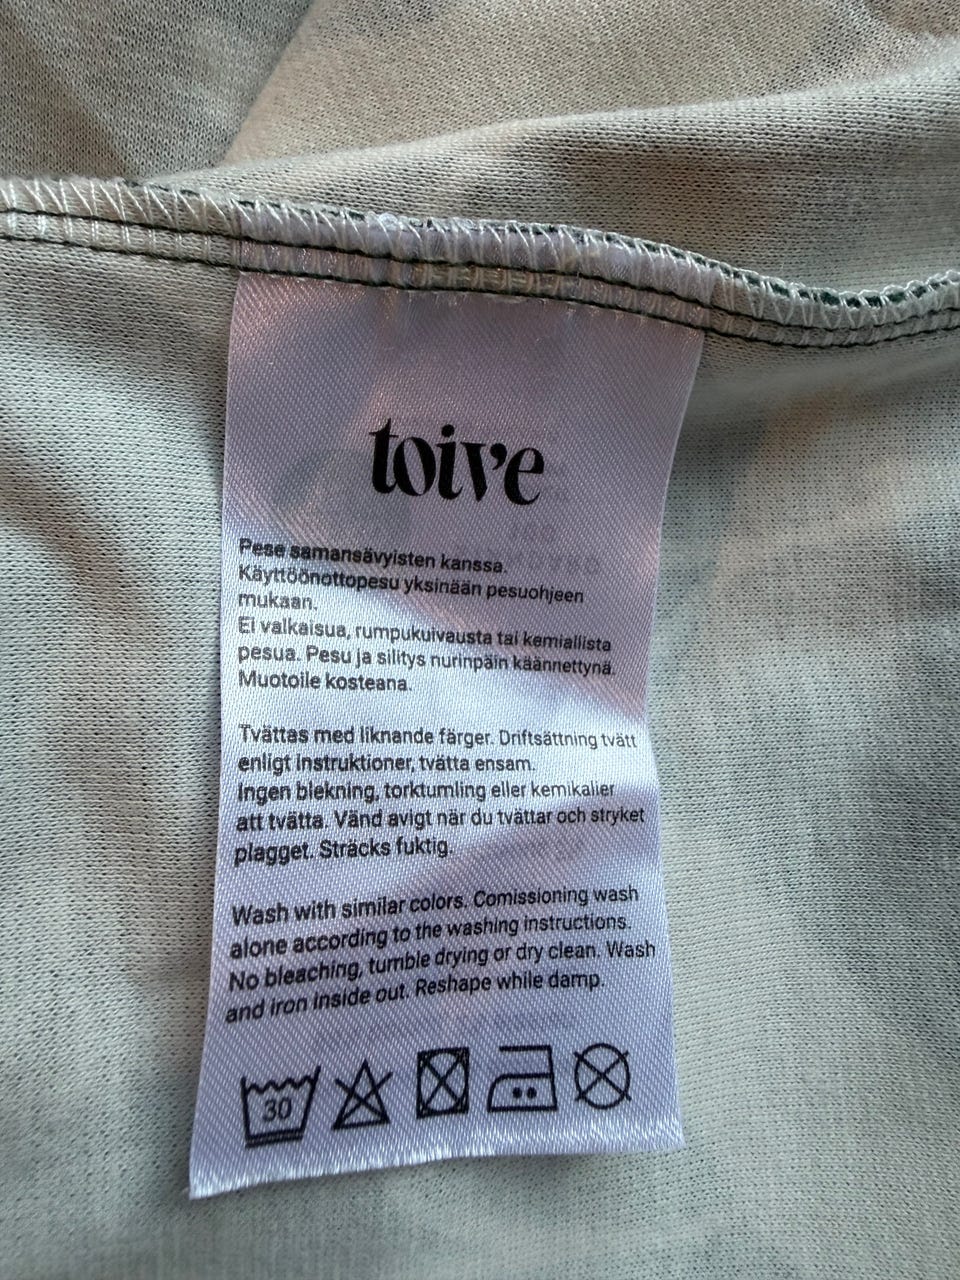 toive
Pese samansävyisten kanssa.
Käyttöönottopesu yksinään pesuohjeen
mukaan.
Ei valkaisua, rumpukuivausta tai kemiallista
pesua. Pesu ja silitys nurinpäin käännettynä.
Muotoile kosteana.
Tvättas med liknande färger. Driftsättning tvätt
enligt instruktioner, tvätta ensam.
Ingen blekning, torktumling eller kemikalier
att tvätta. Vänd avigt när du tvättar och stryket
plagget. Sträcks fuktig.
Wash with similar colors. Comissioning wash
alone according to the washing instructions.
No bleaching, tumble drying or dry clean. Wash
and iron inside out. Reshape while damp.
30